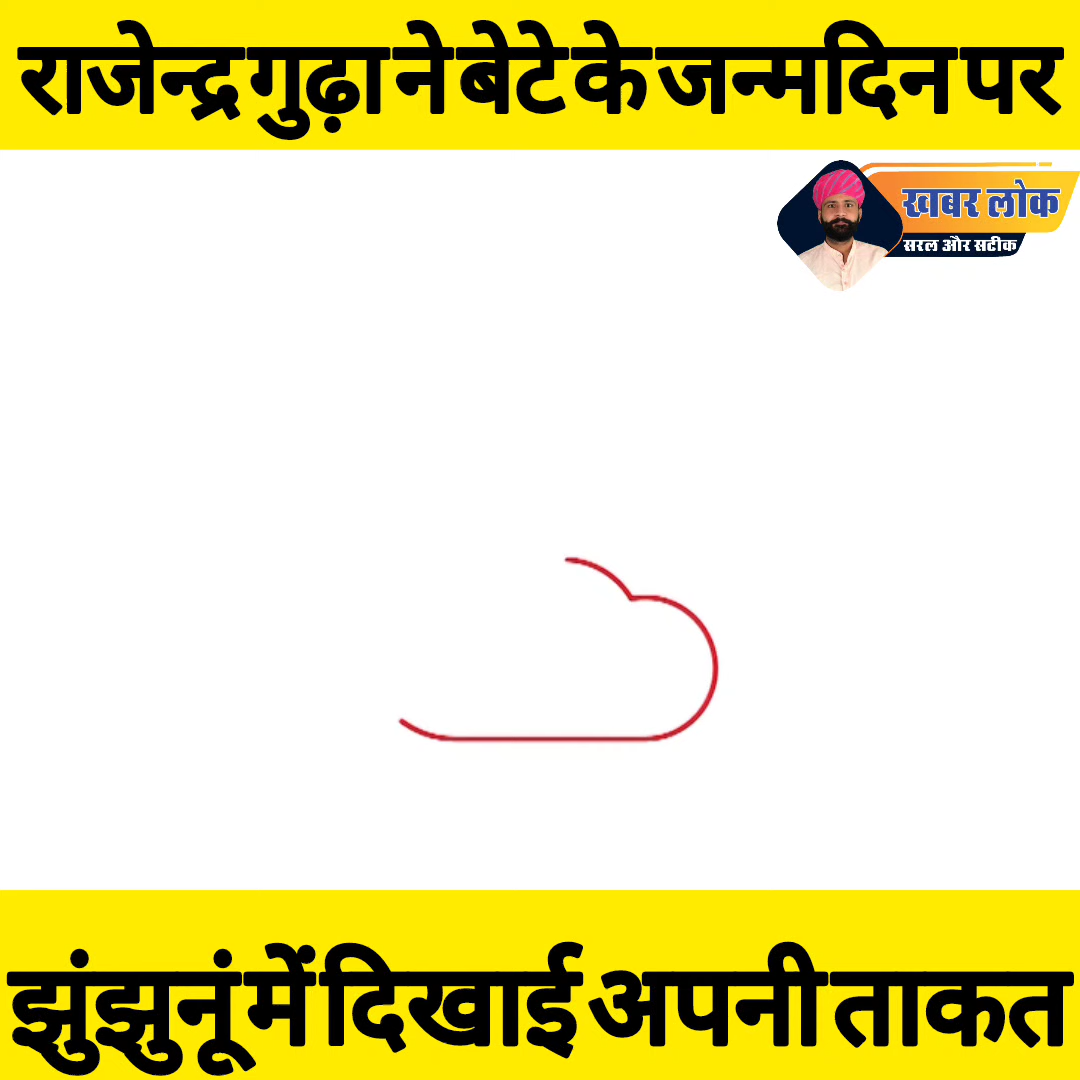 राजेन्द्र गुढ़ा ने बेटे के जन्मदिन पर
खबर लोक
सरल और सटीक
झुंझुनूं में दिखाई अपनी ताकत